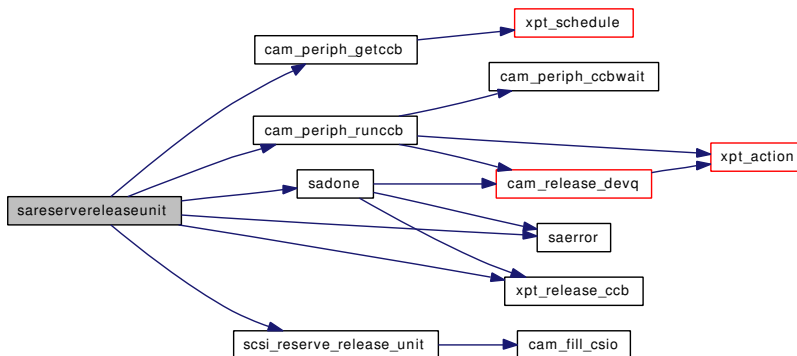 xpt_schedule
cam_periph_getccb
cam_periph_ccbwait
cam_periph_runccb
xpt_action
sadone
cam_release_devq
sareservereleaseunit
saerror
xpt_release_ccb
scsi_reserve_release_unit
cam_fill_csio